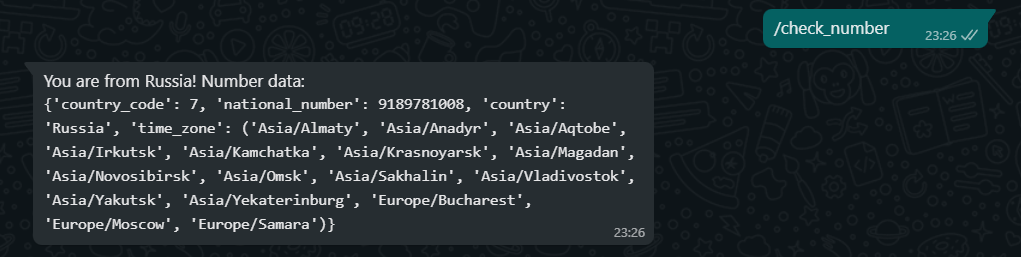 /check_number
23:26
You are from Russia! Number data:
{'country_code': 7, 'national_number': 9189781008, 'country':
'Russia', 'time_zone': ('Asia/Almaty', 'Asia/Anadyr', 'Asia/Aqtobe',
'Asia/Irkutsk', 'Asia/Kamchatka', 'Asia/Krasnoyarsk', 'Asia/Magadan',
'Asia/Novosibirsk', 'Asia/Omsk', 'Asia/Sakhalin', 'Asia/Vladivostok',
'Asia/Yakutsk', 'Asia/Yekaterinburg', 'Europe/Bucharest',
'Europe/Moscow', 'Europe/Samara')}
23:26